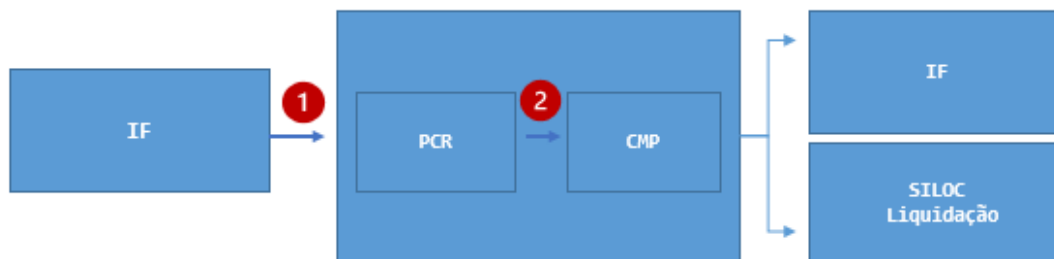 IF
1
PCR
2
CMP
IF
SILOC
Liquidação